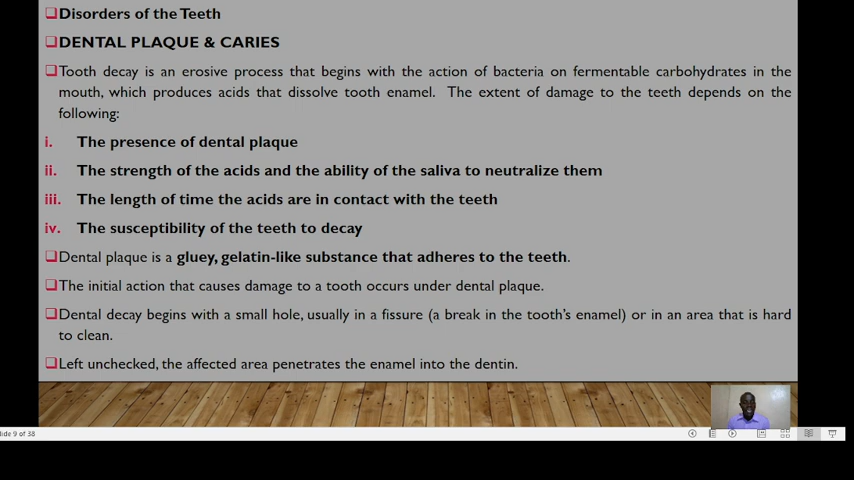 Disorders of the Teeth
DENTAL PLAQUE & CARIES
Tooth decay is an erosive process that begins with the action of bacteria on fermentable carbohydrates in the
mouth, which produces acids that dissolve tooth enamel. The extent of damage to the teeth depends on the
following:
i. The presence of dental plaque
ii. The strength of the acids and the ability of the saliva to neutralize them
iii. The length of time the acids are in contact with the teeth
iv. The susceptibility of the teeth to decay
Dental plaque is a gluey, gelatin-like substance that adheres to the teeth.
The initial action that causes damage to a tooth occurs under dental plaque.
Dental decay begins with a small hole, usually in a fissure (a break in the tooth's enamel) or in an area that is hard
to clean.
Left unchecked, the affected area penetrates the enamel into the dentin.
lide 9 of 38